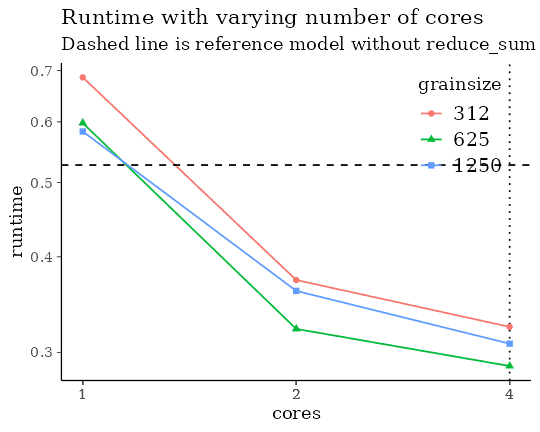 Runtime with varying number of cores
Dashed line is reference model without reduce_sum
0.7
0.6
0.5
0.4
0.3
runtime
grainsize
312
625
1250
1
2
4
cores